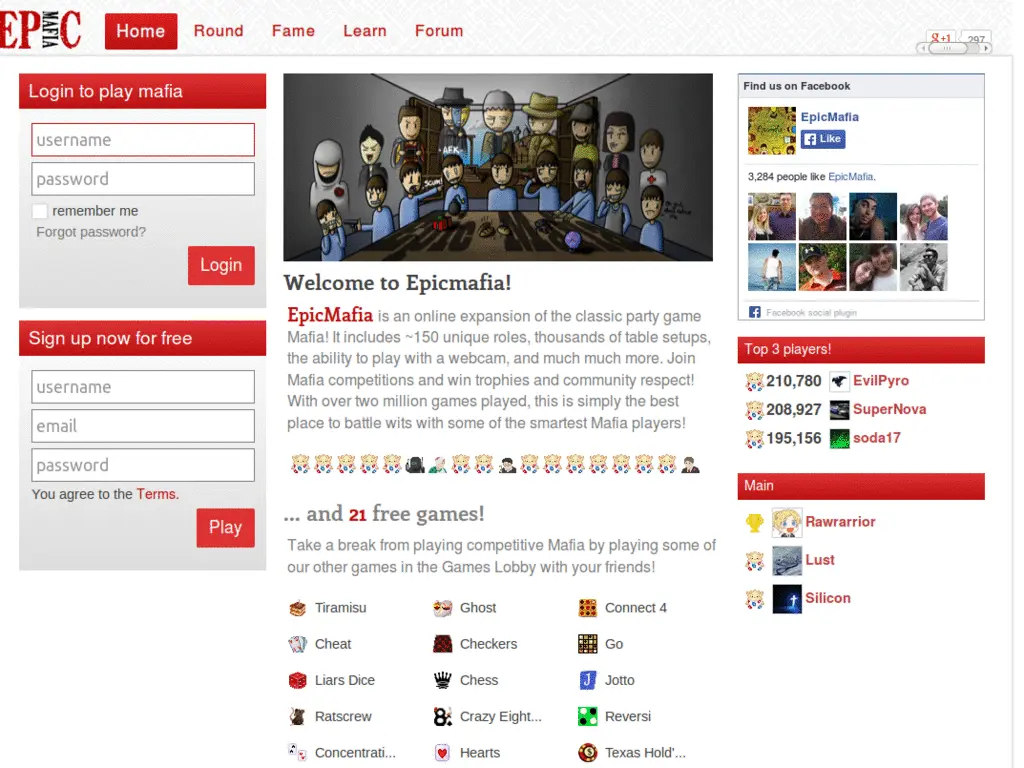 EPIC MAFIA
Home
Round
Fame
Learn
Forum
g+1
297
Login to play mafia
username
password
remember me
Forgot password?
Login
Sign up now for free
username
email
password
You agree to the Terms.
Play
-AFK-
SCUM!
EPIC MAFIA
Welcome to Epicmafia!
EpicMafia is an online expansion of the classic party game
Mafia! It includes ~150 unique roles, thousands of table setups,
the ability to play with a webcam, and much much more. Join
Mafia competitions and win trophies and community respect!
With over two million games played, this is simply the best
place to battle wits with some of the smartest Mafia players!
... and 21 free games!
Take a break from playing competitive Mafia by playing some of
our other games in the Games Lobby with your friends!
Tiramisu
Ghost
Connect 4
Cheat
Checkers
Go
Liars Dice
Chess
J
Jotto
Ratscrew
8
Crazy Eight...
Reversi
Concentrati...
Hearts
Texas Hold'...
Find us on Facebook
EpicMafia
Like
3,284 people like EpicMafia.
Facebook social plugin
Top 3 players!
210,780 EvilPyro
208,927 SuperNova
195,156 soda17
Main
Rawrarrior
Lust
Silicon